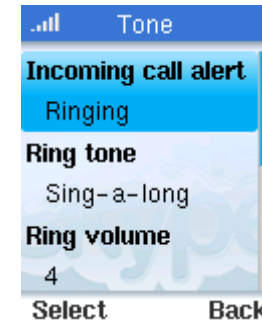 Tone
Incoming call alert
Ringing
Ring tone
Sing-a-long
Ring volume
4
Select Back